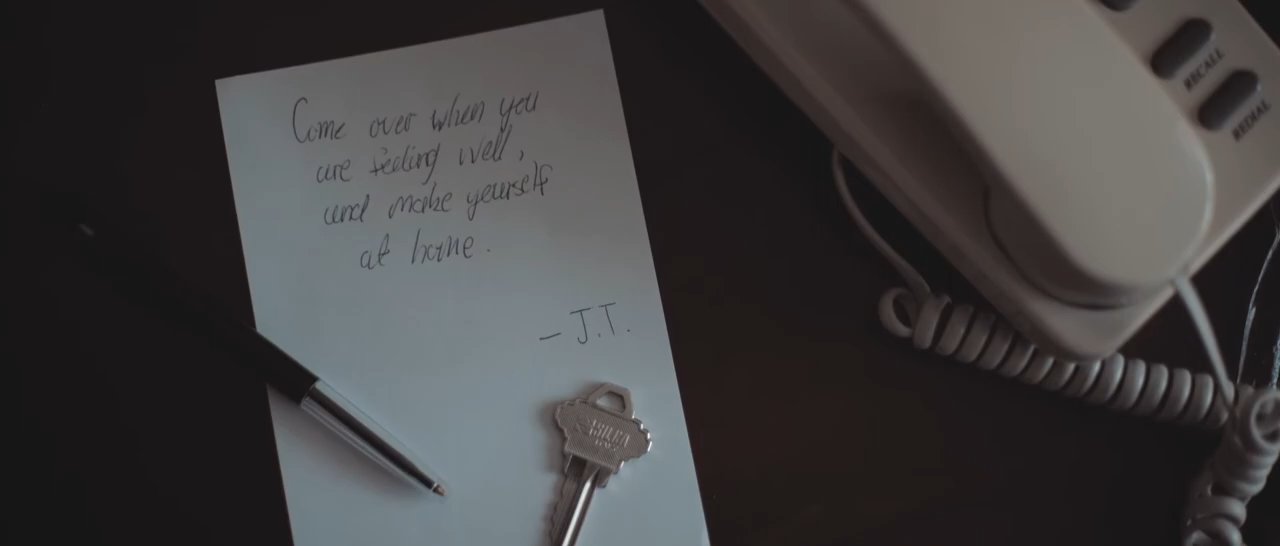 Come over when you
are feeling well,
and make yourself
at home.
– J.T.
RECALL
REDIAL